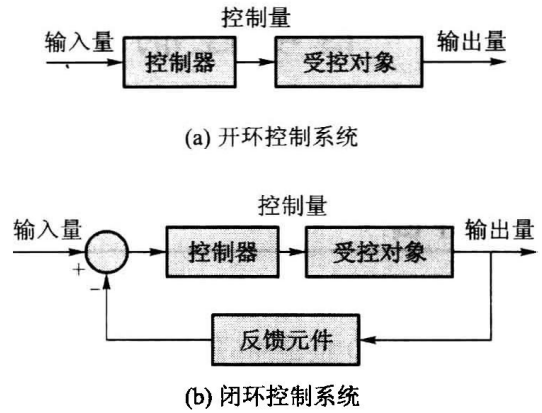 控制量
输入量 控制器 受控对象 输出量
(a) 开环控制系统
控制量
输入量 + − 控制器 受控对象 输出量
反馈元件
(b) 闭环控制系统